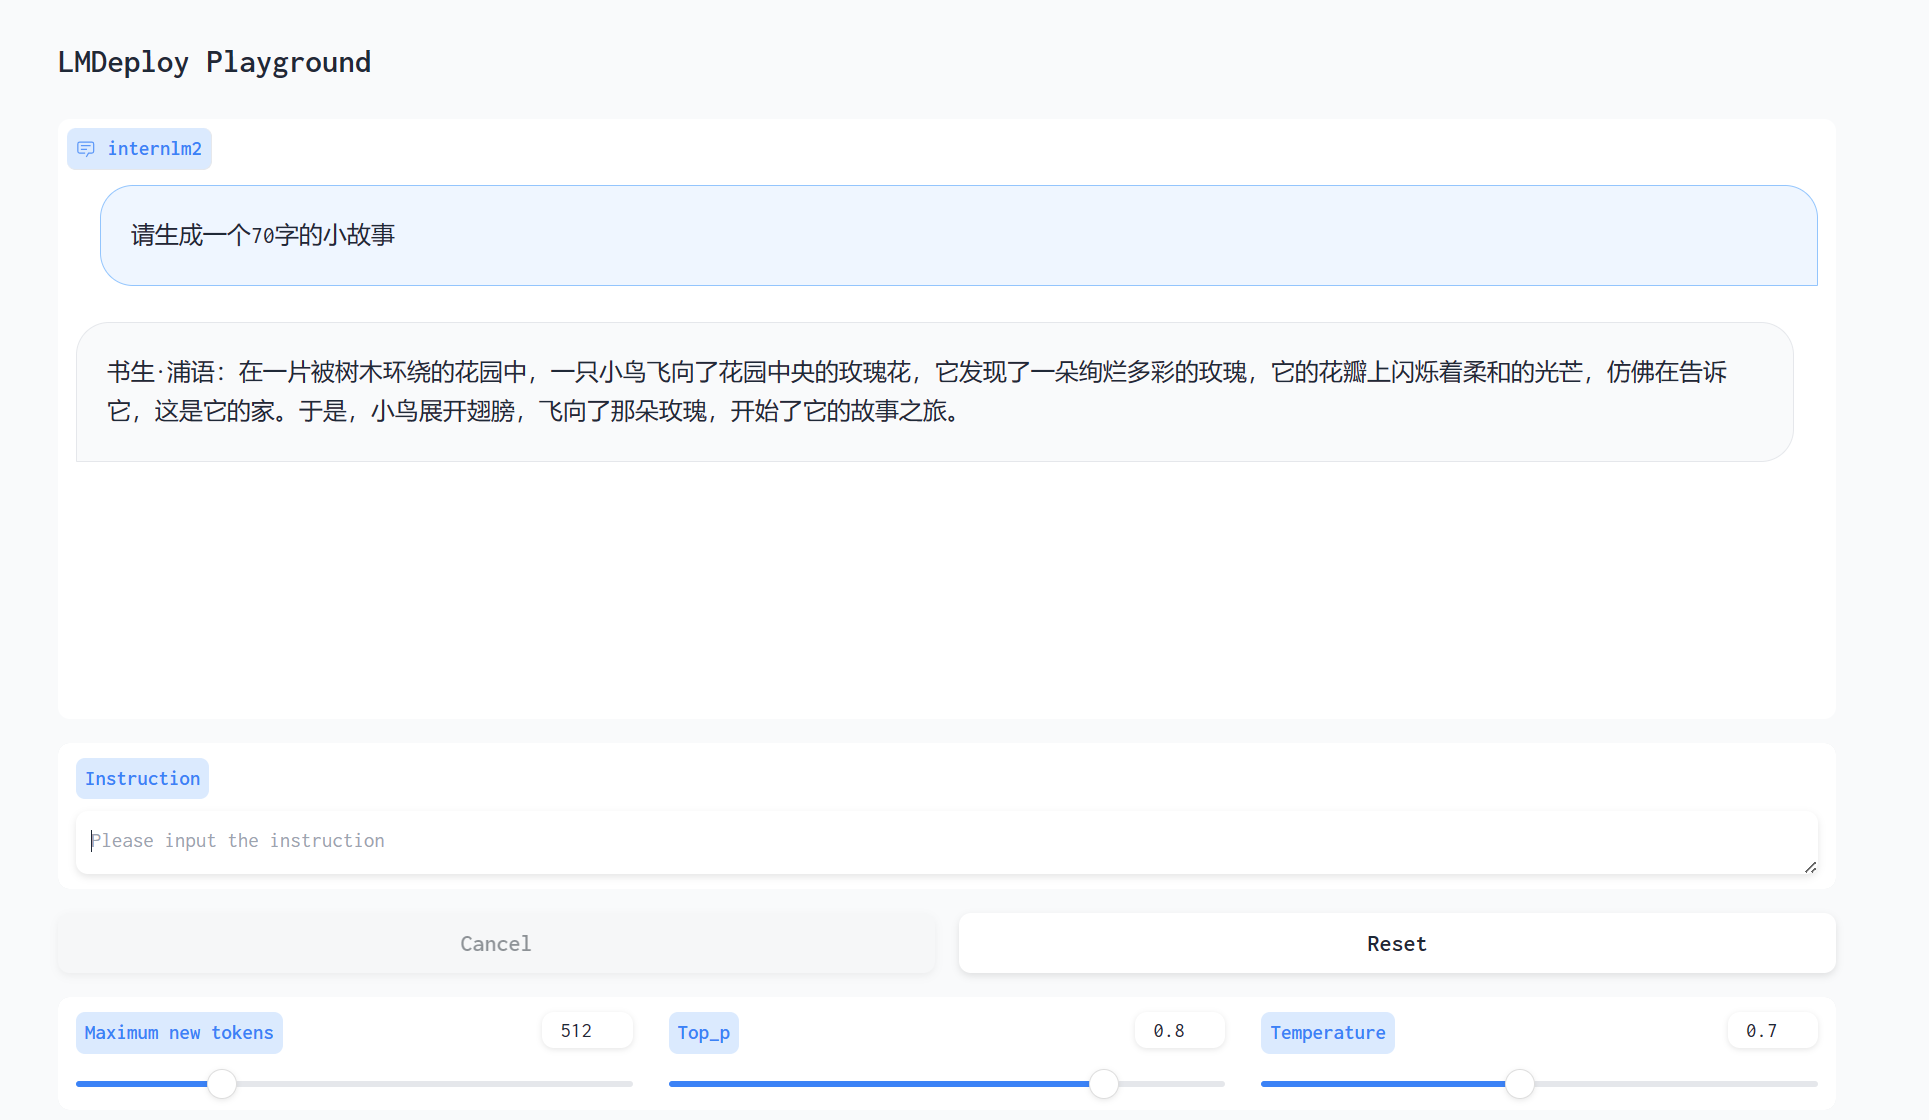 LMDeploy Playground
internlm2
请生成一个70字的小故事
书生·浦语：在一片被树木环绕的花园中，一只小鸟飞向了花园中央的玫瑰花，它发现了一朵绚烂多彩的玫瑰，它的花瓣上闪烁着柔和的光芒，仿佛在告诉
它，这是它的家。于是，小鸟展开翅膀，飞向了那朵玫瑰，开始了它的故事之旅。
Instruction
Please input the instruction
Cancel
Reset
Maximum new tokens
512
Top_p
0.8
Temperature
0.7